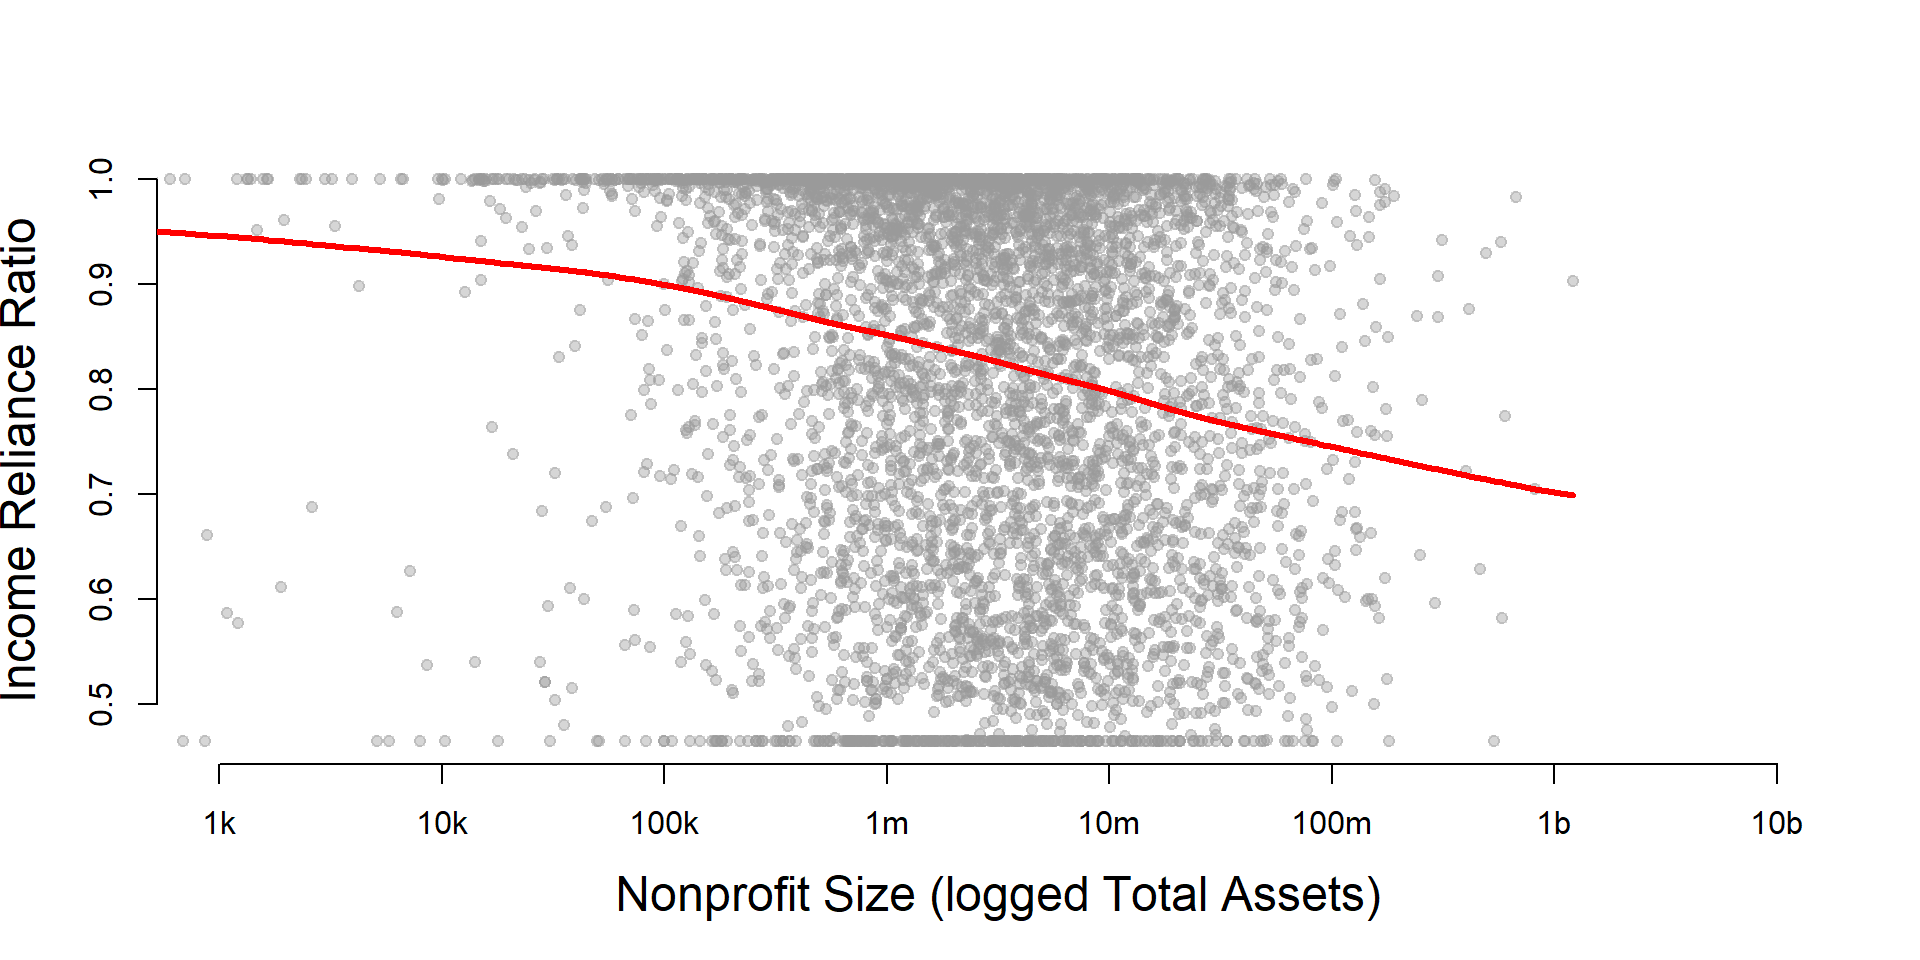 Income Reliance Ratio
1.0
0.9
0.8
0.7
0.6
0.5
1k 10k 100k 1m 10m 100m 1b 10b
Nonprofit Size (logged Total Assets)